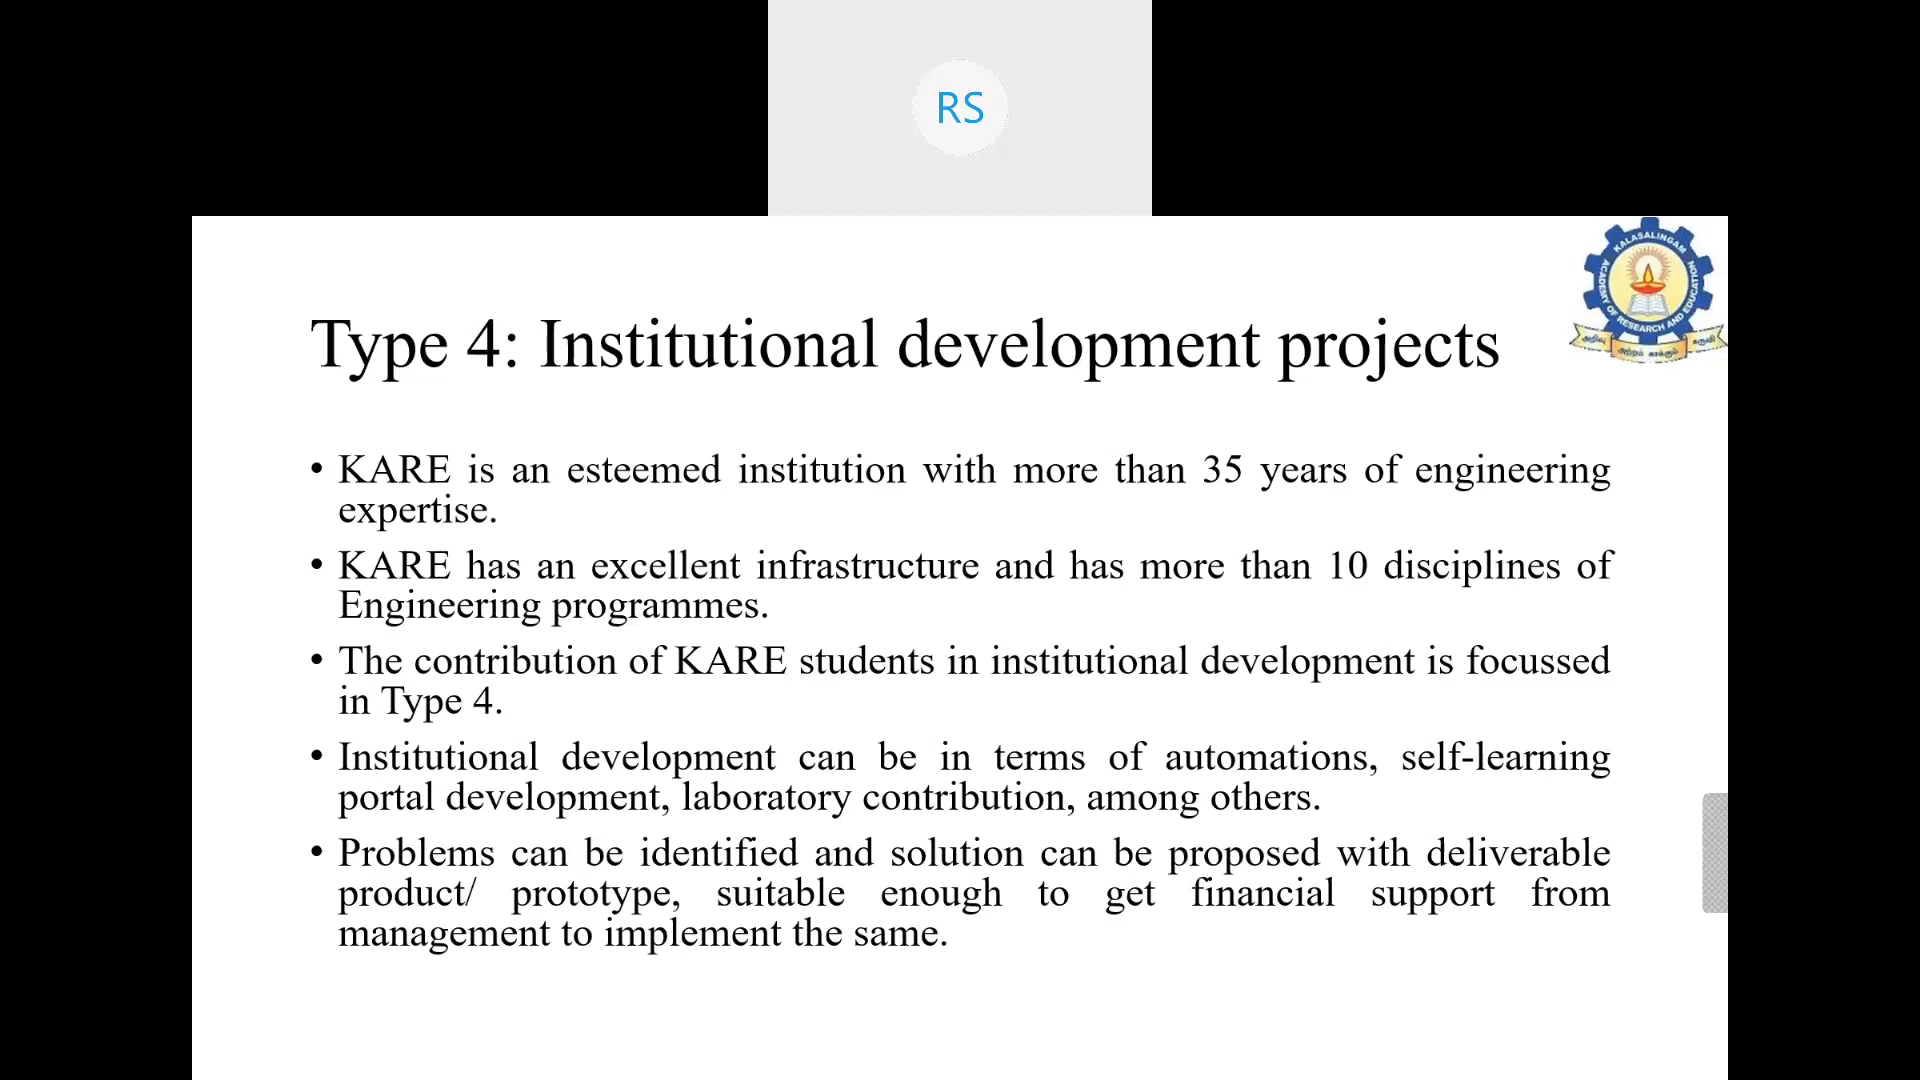 RS
KALASALINGAM
ACADEMY OF RESEARCH AND EDUCATION
அறிவு
ஆற்றல் காக்கும்
கருவி
Type 4: Institutional development projects
• KARE is an esteemed institution with more than 35 years of engineering
expertise.
• KARE has an excellent infrastructure and has more than 10 disciplines of
Engineering programmes.
• The contribution of KARE students in institutional development is focussed
in Type 4.
• Institutional development can be in terms of automations, self-learning
portal development, laboratory contribution, among others.
• Problems can be identified and solution can be proposed with deliverable
product/ prototype, suitable enough to get financial support from
management to implement the same.